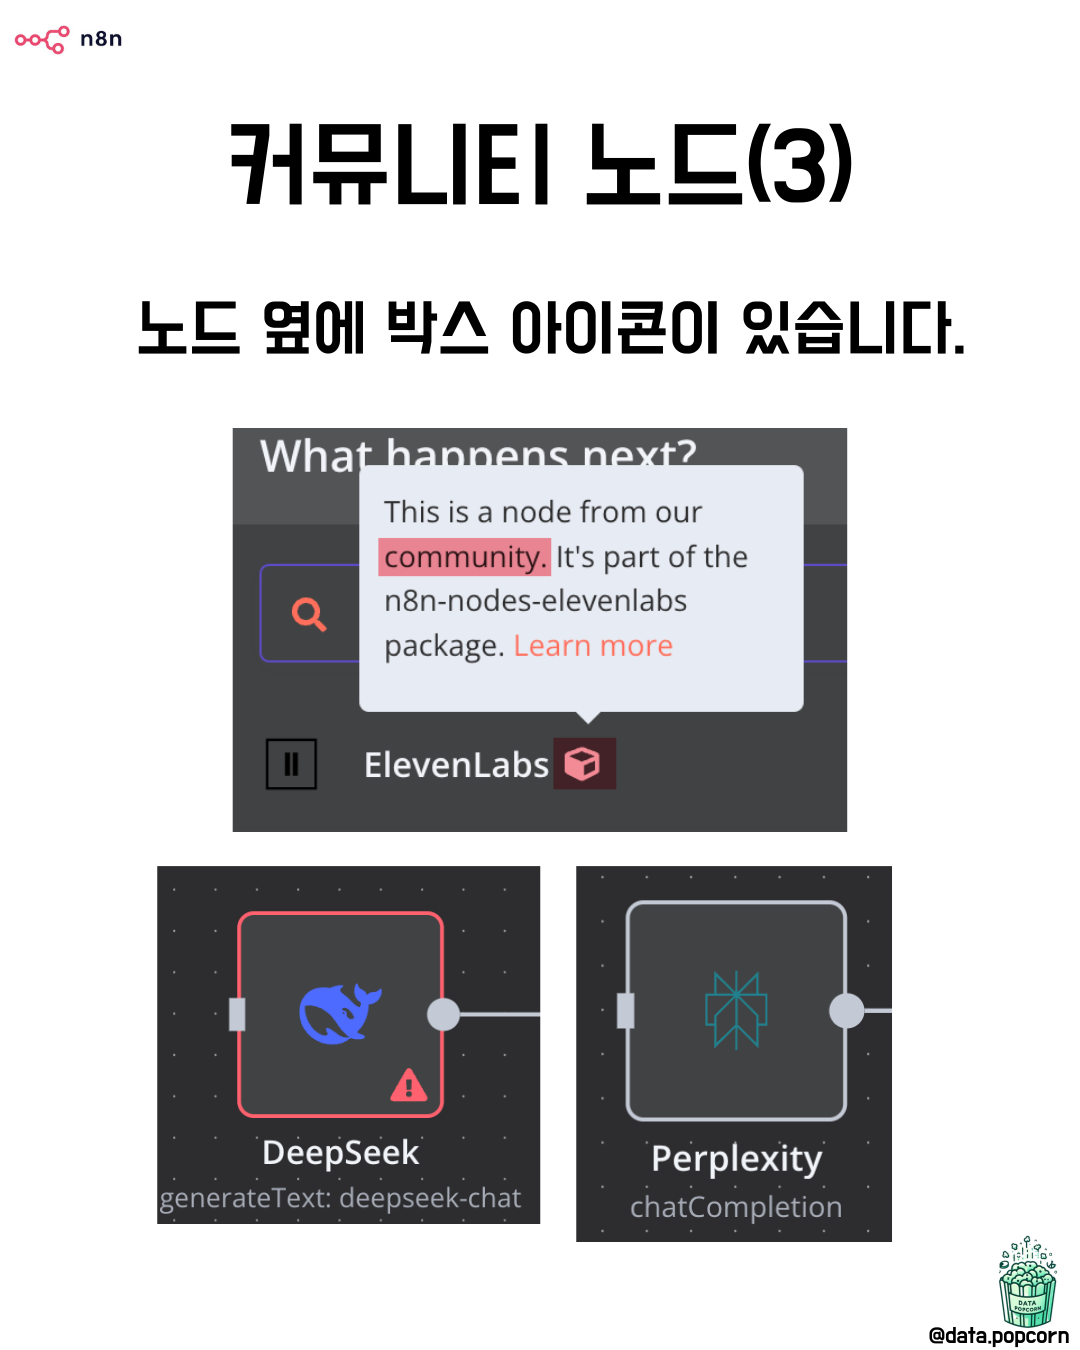 n8n
커뮤니티 노드(3)
노드 옆에 박스 아이콘이 있습니다.
What happens next?
This is a node from our
community. It's part of the
n8n-nodes-elevenlabs
package. Learn more
ElevenLabs
DeepSeek
generateText: deepseek-chat
Perplexity
chatCompletion
DATA
POPCORN
@data.popcorn